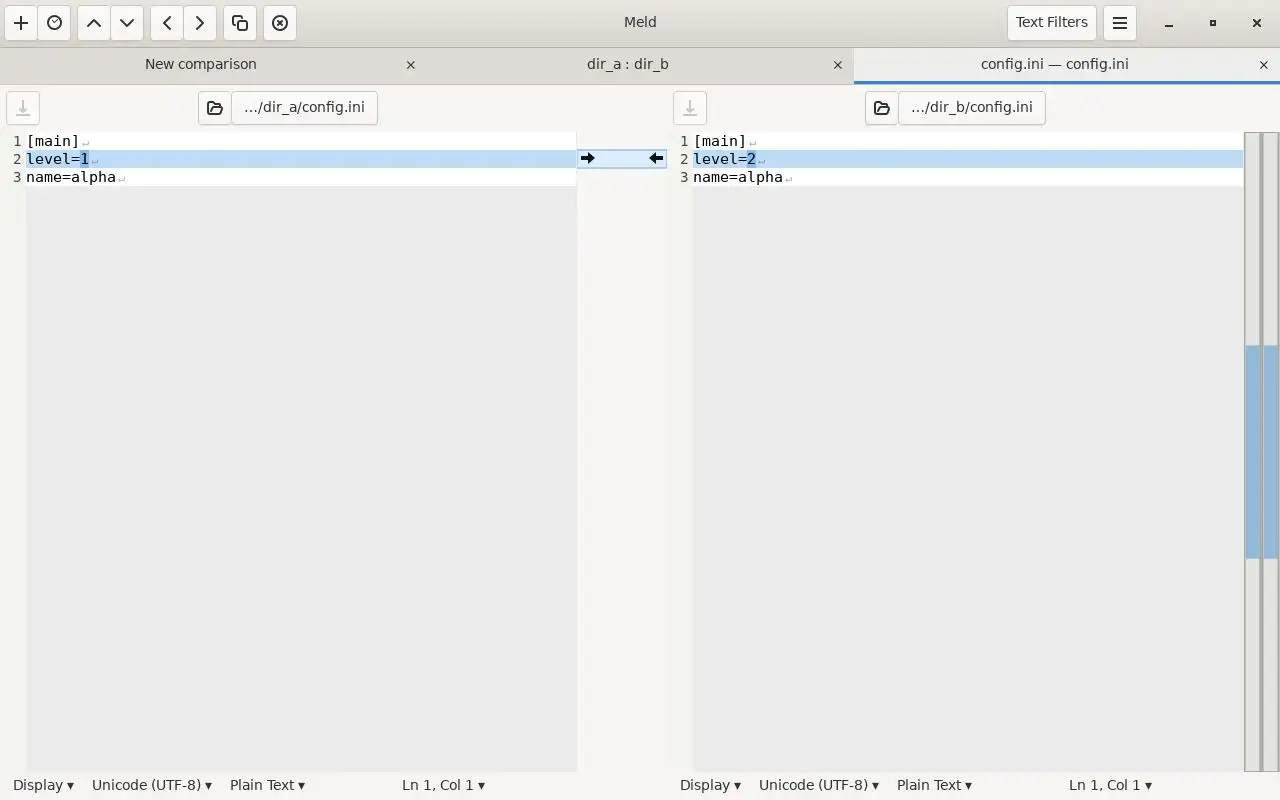 Meld
Text Filters
New comparison
dir_a : dir_b
config.ini — config.ini
.../dir_a/config.ini
.../dir_b/config.ini
1 [main]
2 level=1
3 name=alpha
1 [main]
2 level=2
3 name=alpha
Display ▾ Unicode (UTF-8) ▾ Plain Text ▾ Ln 1, Col 1 ▾
Display ▾ Unicode (UTF-8) ▾ Plain Text ▾ Ln 1, Col 1 ▾